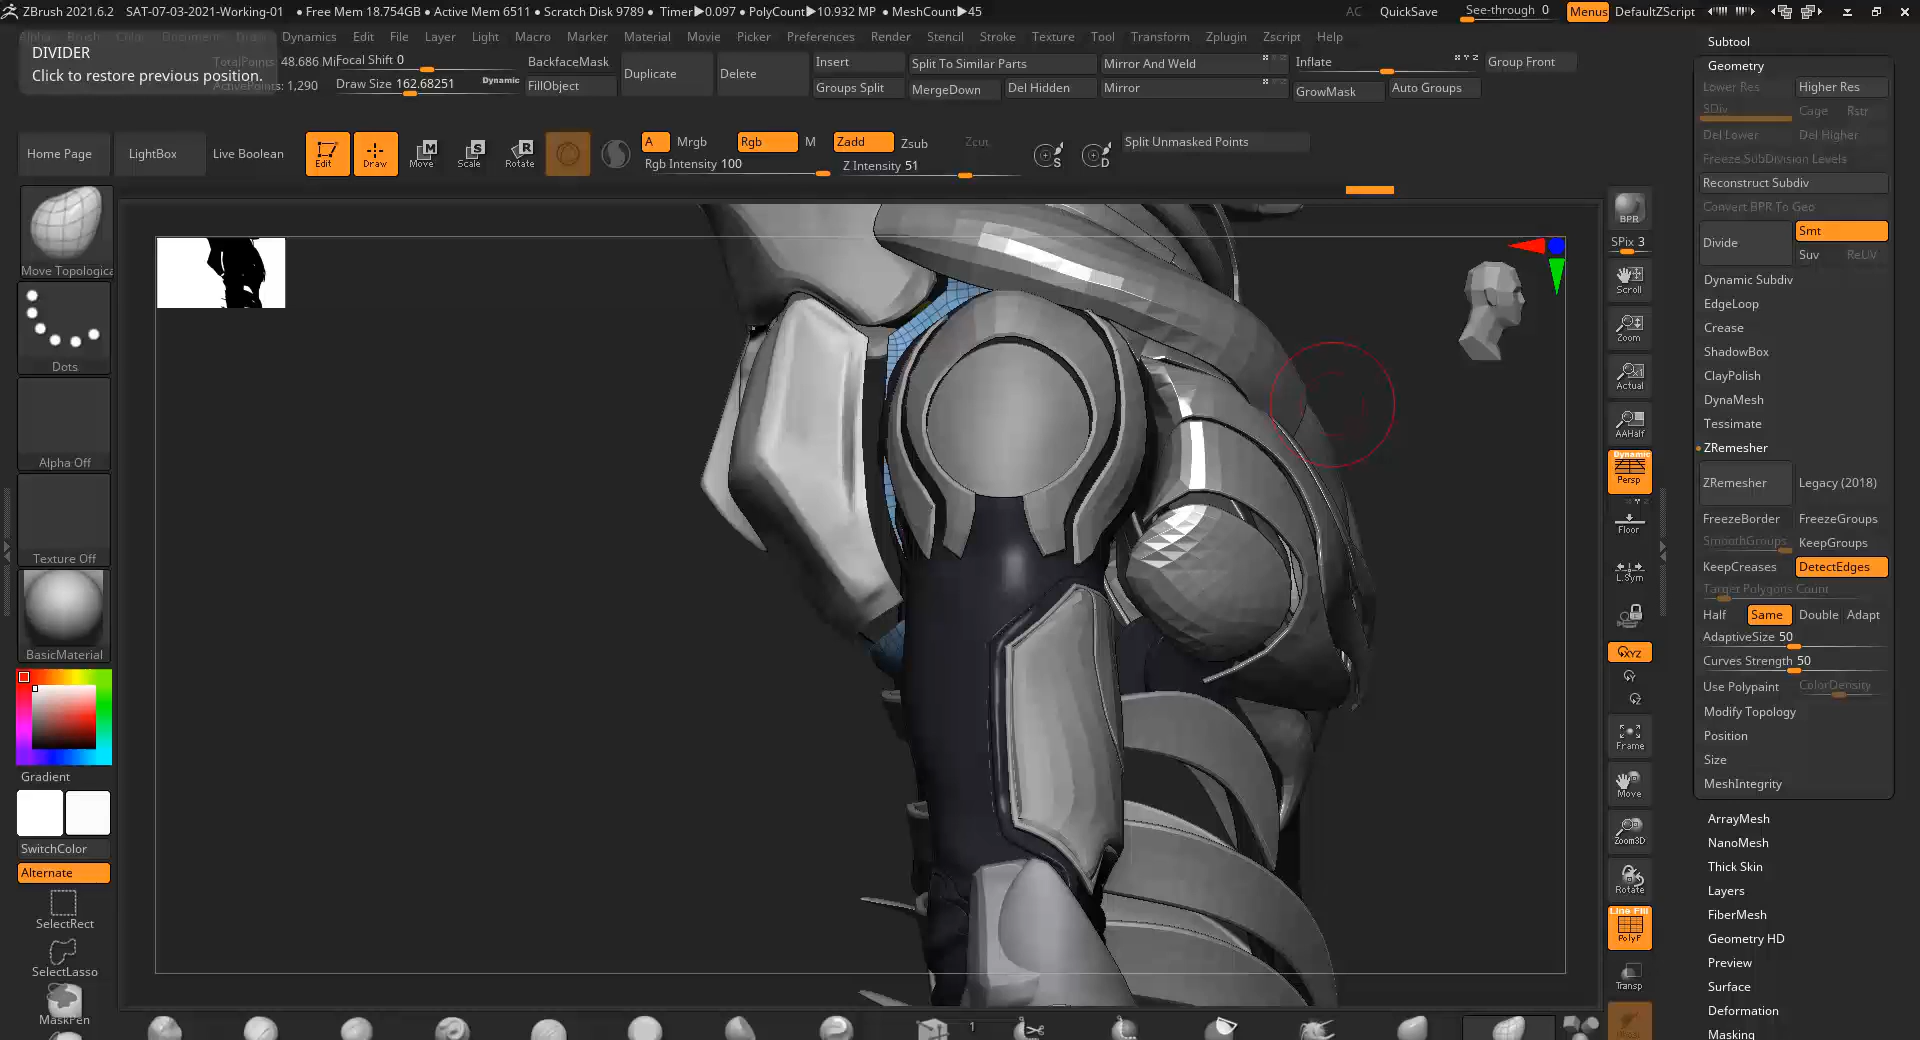 ZBrush 2021.6.2 SAT-07-03-2021-Working-01 ● Free Mem 18.754GB ● Active Mem 6511 ● Scratch Disk 9789 ● Timer▶0.097 ● PolyCount▶10.932 MP ● MeshCount▶45 AC QuickSave See-through 0 Menus DefaultZScript
Dynamics Edit File Layer Light Macro Marker Material Movie Picker Preferences Render Stencil Stroke Texture Tool Transform Zplugin Zscript Help
DIVIDER
Click to restore previous position.
48.686 Mi Focal Shift 0
1,290 Draw Size 162.68251 Dynamic
BackfaceMask
FillObject
Duplicate
Delete
Insert
Groups Split
Split To Similar Parts
MergeDown Del Hidden
Mirror And Weld
Mirror
Inflate
GrowMask Auto Groups
Group Front
Home Page
LightBox
Live Boolean
Edit
Draw
Move
Scale
Rotate
A Mrgb Rgb M Zadd Zsub Zcut
Rgb Intensity 100 Z Intensity 51
S
D
Split Unmasked Points
Move Topologica
Dots
Alpha Off
Texture Off
BasicMaterial
Gradient
SwitchColor
Alternate
SelectRect
SelectLasso
MaskPen
1
BPR
SPix 3
Scroll
Zoom
Actual
AAHalf
Dynamic
Persp
Floor
L.Sym
XYZ
Y
Z
Frame
Move
Zoom3D
Rotate
Line Fill
PolyF
Transp
Subtool
Geometry
Lower Res Higher Res
SDiv Cage Rstr
Del Lower Del Higher
Freeze SubDivision Levels
Reconstruct Subdiv
Convert BPR To Geo
Divide Smt
Suv ReUV
Dynamic Subdiv
EdgeLoop
Crease
ShadowBox
ClayPolish
DynaMesh
Tessimate
ZRemesher
ZRemesher Legacy (2018)
FreezeBorder FreezeGroups
SmoothGroups KeepGroups
KeepCreases DetectEdges
Target Polygons Count
Half Same Double Adapt
AdaptiveSize 50
Curves Strength 50
Use Polypaint ColorDensity
Modify Topology
Position
Size
MeshIntegrity
ArrayMesh
NanoMesh
Thick Skin
Layers
FiberMesh
Geometry HD
Preview
Surface
Deformation
Masking